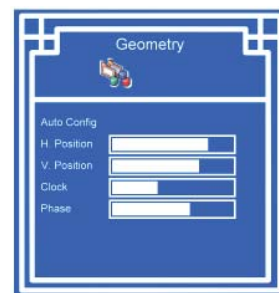 Geometry
Auto Config
H. Position
V. Position
Clock
Phase